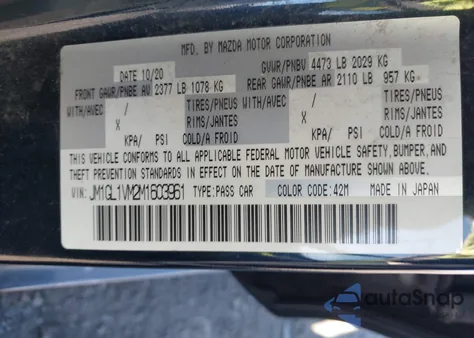 MFD. BY MAZDA MOTOR CORPORATION
DATE 10/20 GVWR/PNBV 4473 LB 2029 KG
FRONT GAWR/PNBE AV 2377 LB 1078 KG REAR GAWR/PNBE AR 2110 LB 957 KG
WITH/AVEC / TIRES/PNEUS WITH/AVEC / TIRES/PNEUS
X RIMS/JANTES X RIMS/JANTES
KPA/ PSI COLD/A FROID KPA/ PSI COLD/A FROID
THIS VEHICLE CONFORMS TO ALL APPLICABLE FEDERAL MOTOR VEHICLE SAFETY, BUMPER, AND
THEFT PREVENTION STANDARDS IN EFFECT ON THE DATE OF MANUFACTURE SHOWN ABOVE.
VIN: JM1GL1VM2M1603961 TYPE:PASS CAR COLOR CODE:42M MADE IN JAPAN
autoSnap